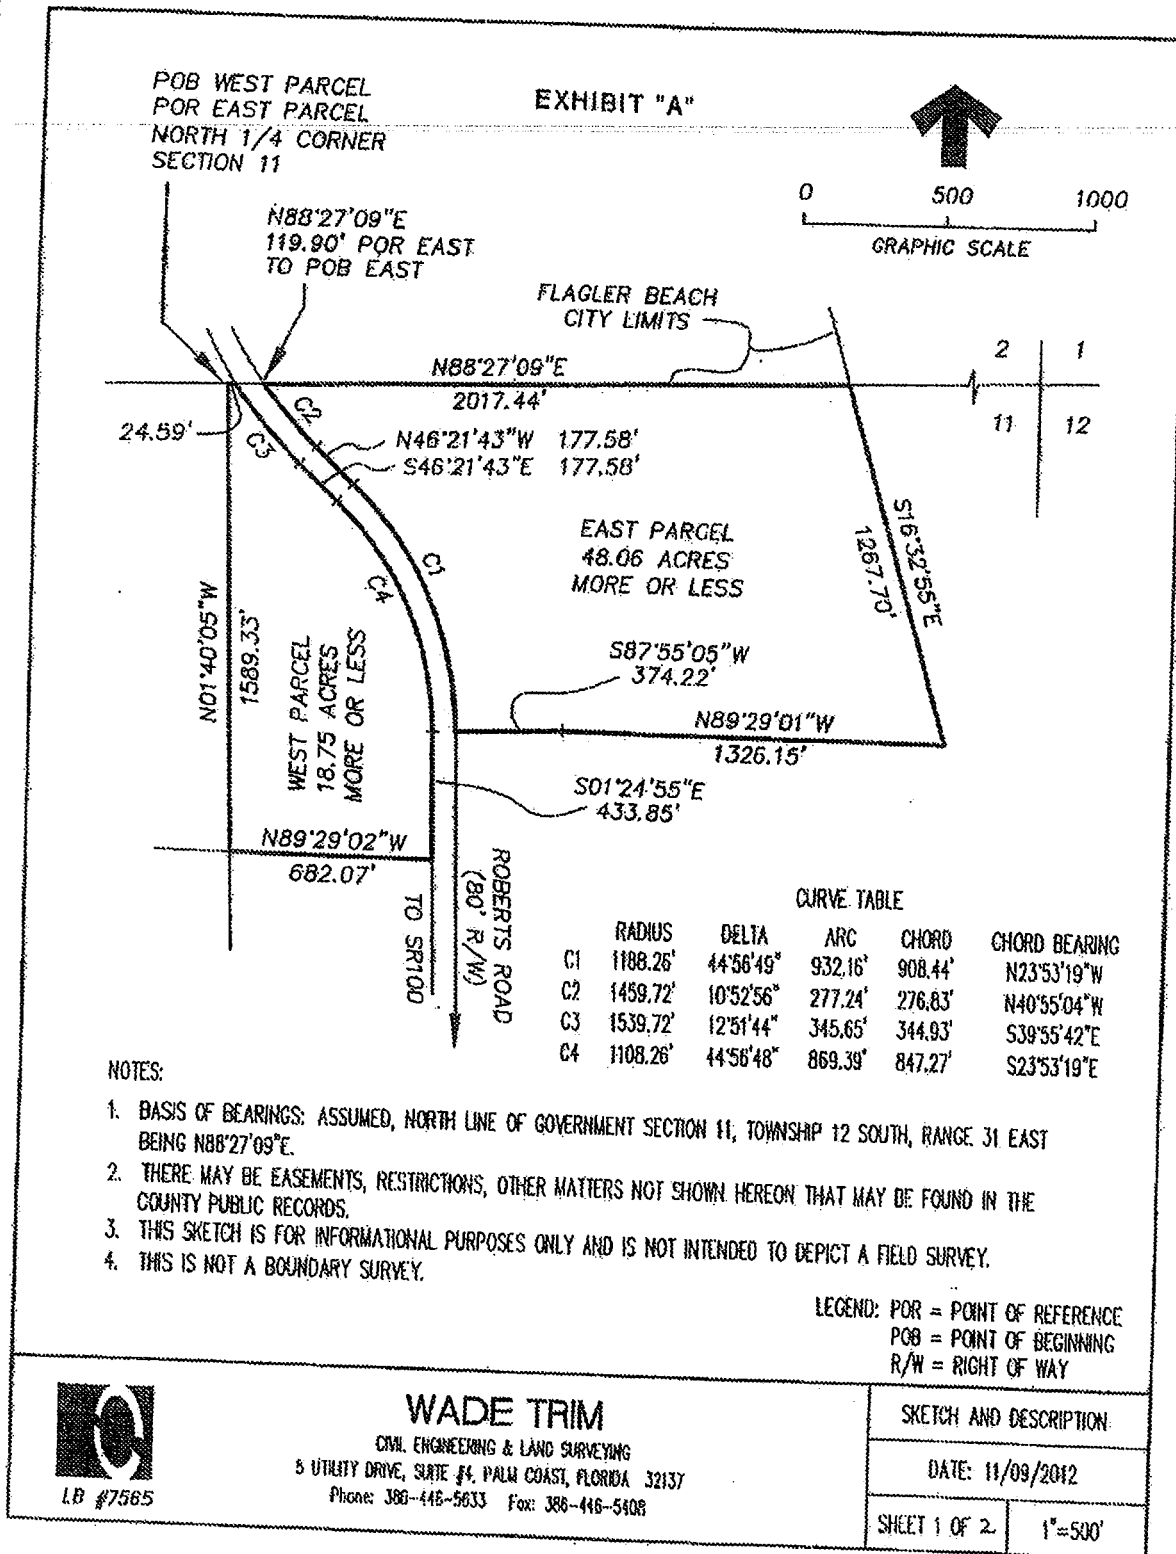 EXHIBIT "A"
POB WEST PARCEL
POR EAST PARCEL
NORTH 1/4 CORNER
SECTION 11
N88°27'09"E
119.90' POR EAST
TO POB EAST
0 500 1000
GRAPHIC SCALE
FLAGLER BEACH
CITY LIMITS
2 1
11 12
N88°27'09"E
2017.44'
24.59'
C2
C3
N46°21'43"W 177.58'
S46°21'43"E 177.58'
C1
C4
EAST PARCEL
48.06 ACRES
MORE OR LESS
S16°32'55"E
1267.70'
N01°40'05"W
1589.33'
WEST PARCEL
18.75 ACRES
MORE OR LESS
S87°55'05"W
374.22'
N89°29'01"W
1326.15'
S01°24'55"E
433.85'
N89°29'02"W
682.07'
TO SR100
ROBERTS ROAD
(80' R/W)
CURVE TABLE
RADIUS DELTA ARC CHORD CHORD BEARING
C1 1188.26' 44°56'49" 932.16' 908.44' N23°53'19"W
C2 1459.72' 10°52'56" 277.24' 276.83' N40°55'04"W
C3 1539.72' 12°51'44" 345.65' 344.93' S39°55'42"E
C4 1108.26' 44°56'48" 869.39' 847.27' S23°53'19"E
NOTES:
1. BASIS OF BEARINGS: ASSUMED, NORTH LINE OF GOVERNMENT SECTION 11, TOWNSHIP 12 SOUTH, RANGE 31 EAST
BEING N88°27'09"E.
2. THERE MAY BE EASEMENTS, RESTRICTIONS, OTHER MATTERS NOT SHOWN HEREON THAT MAY BE FOUND IN THE
COUNTY PUBLIC RECORDS.
3. THIS SKETCH IS FOR INFORMATIONAL PURPOSES ONLY AND IS NOT INTENDED TO DEPICT A FIELD SURVEY.
4. THIS IS NOT A BOUNDARY SURVEY.
LEGEND: POR = POINT OF REFERENCE
POB = POINT OF BEGINNING
R/W = RIGHT OF WAY
LB #7565
WADE TRIM
CIVIL ENGINEERING & LAND SURVEYING
5 UTILITY DRIVE, SUITE #4, PALM COAST, FLORIDA 32137
Phone: 386-446-5633 Fax: 386-446-5408
SKETCH AND DESCRIPTION
DATE: 11/09/2012
SHEET 1 OF 2
1"=500'